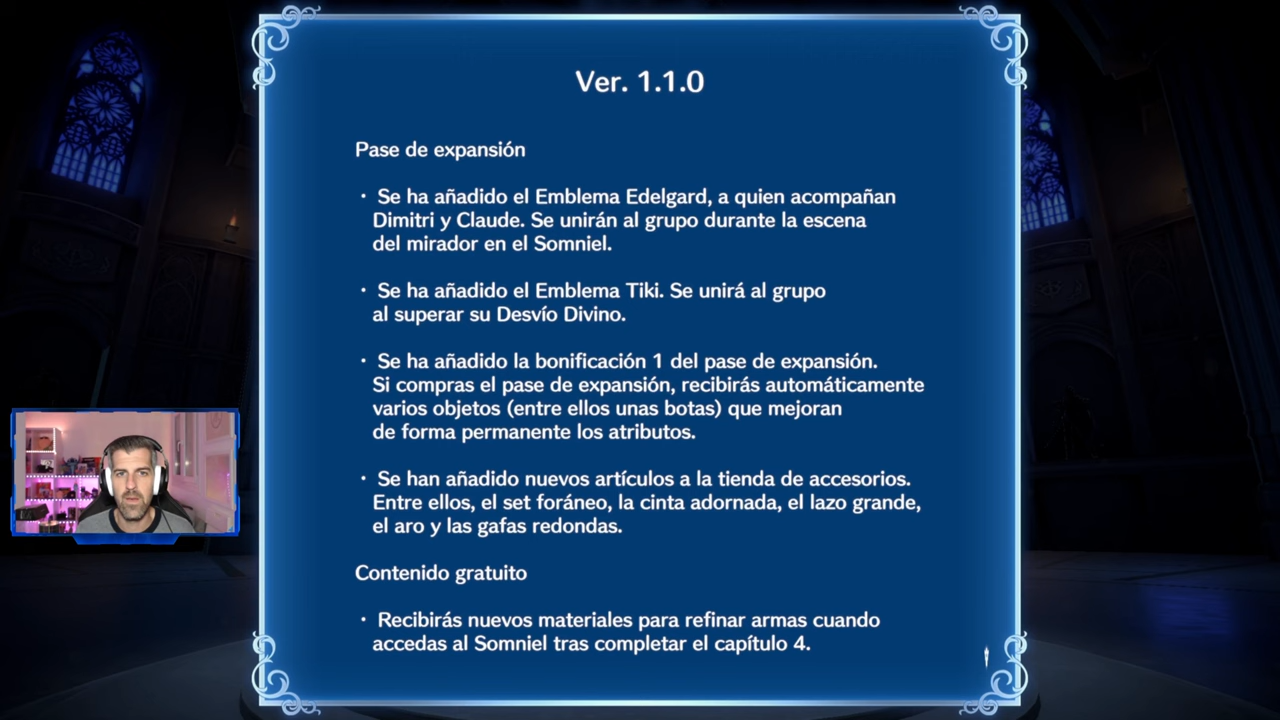 Ver. 1.1.0
Pase de expansión
· Se ha añadido el Emblema Edelgard, a quien acompañan
Dimitri y Claude. Se unirán al grupo durante la escena
del mirador en el Somniel.
· Se ha añadido el Emblema Tiki. Se unirá al grupo
al superar su Desvío Divino.
· Se ha añadido la bonificación 1 del pase de expansión.
Si compras el pase de expansión, recibirás automáticamente
varios objetos (entre ellos unas botas) que mejoran
de forma permanente los atributos.
· Se han añadido nuevos artículos a la tienda de accesorios.
Entre ellos, el set foráneo, la cinta adornada, el lazo grande,
el aro y las gafas redondas.
Contenido gratuito
· Recibirás nuevos materiales para refinar armas cuando
accedas al Somniel tras completar el capítulo 4.